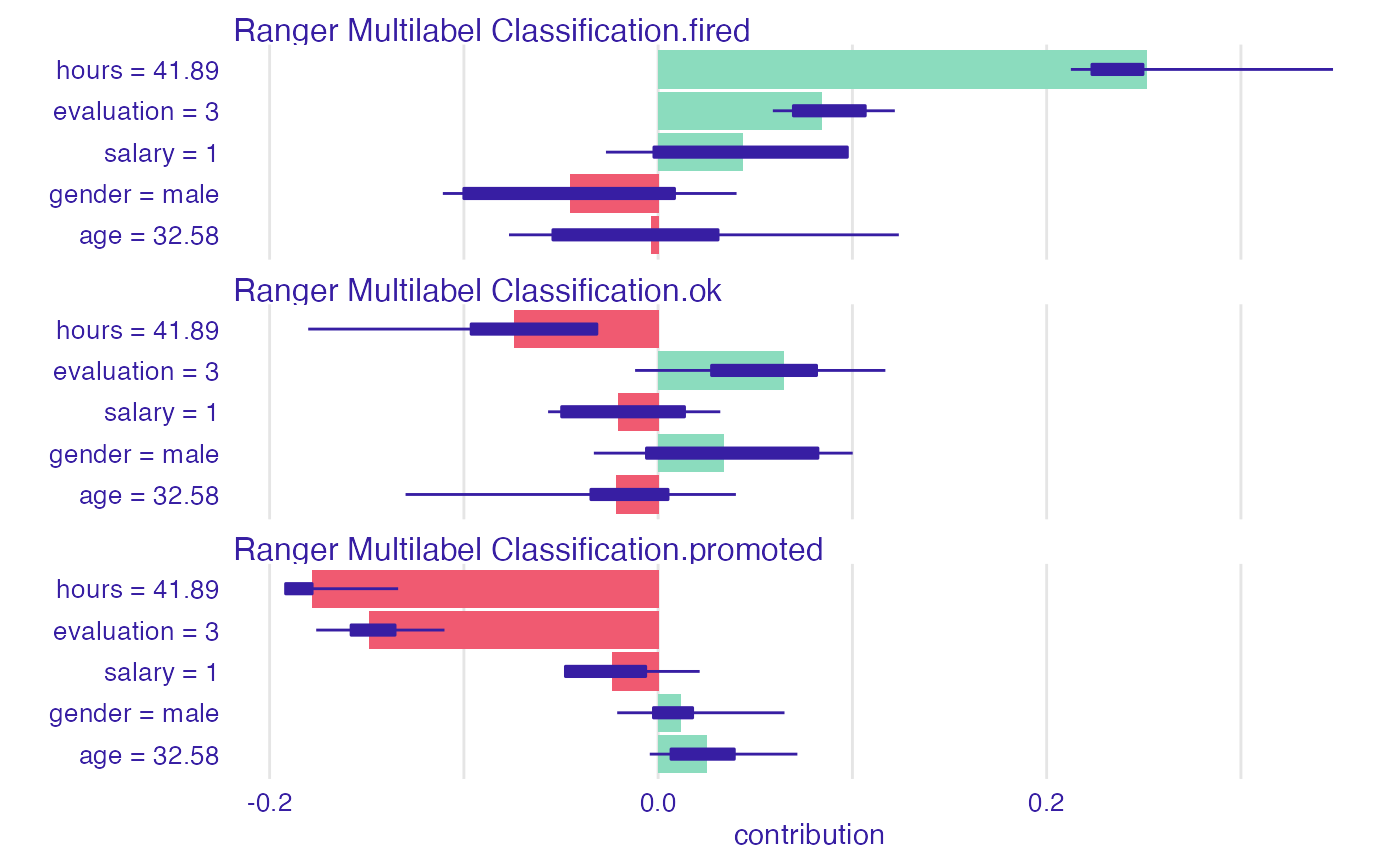 Ranger Multilabel Classification.fired
hours = 41.89
evaluation = 3
salary = 1
gender = male
age = 32.58
Ranger Multilabel Classification.ok
hours = 41.89
evaluation = 3
salary = 1
gender = male
age = 32.58
Ranger Multilabel Classification.promoted
hours = 41.89
evaluation = 3
salary = 1
gender = male
age = 32.58
-0.2 0.0 0.2
contribution